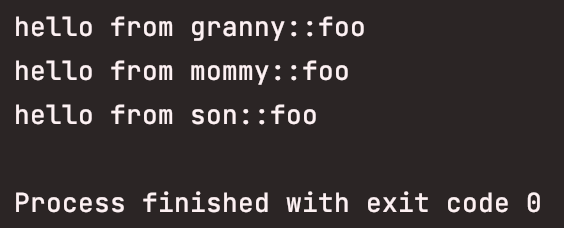 hello from granny::foo
hello from mommy::foo
hello from son::foo
Process finished with exit code 0